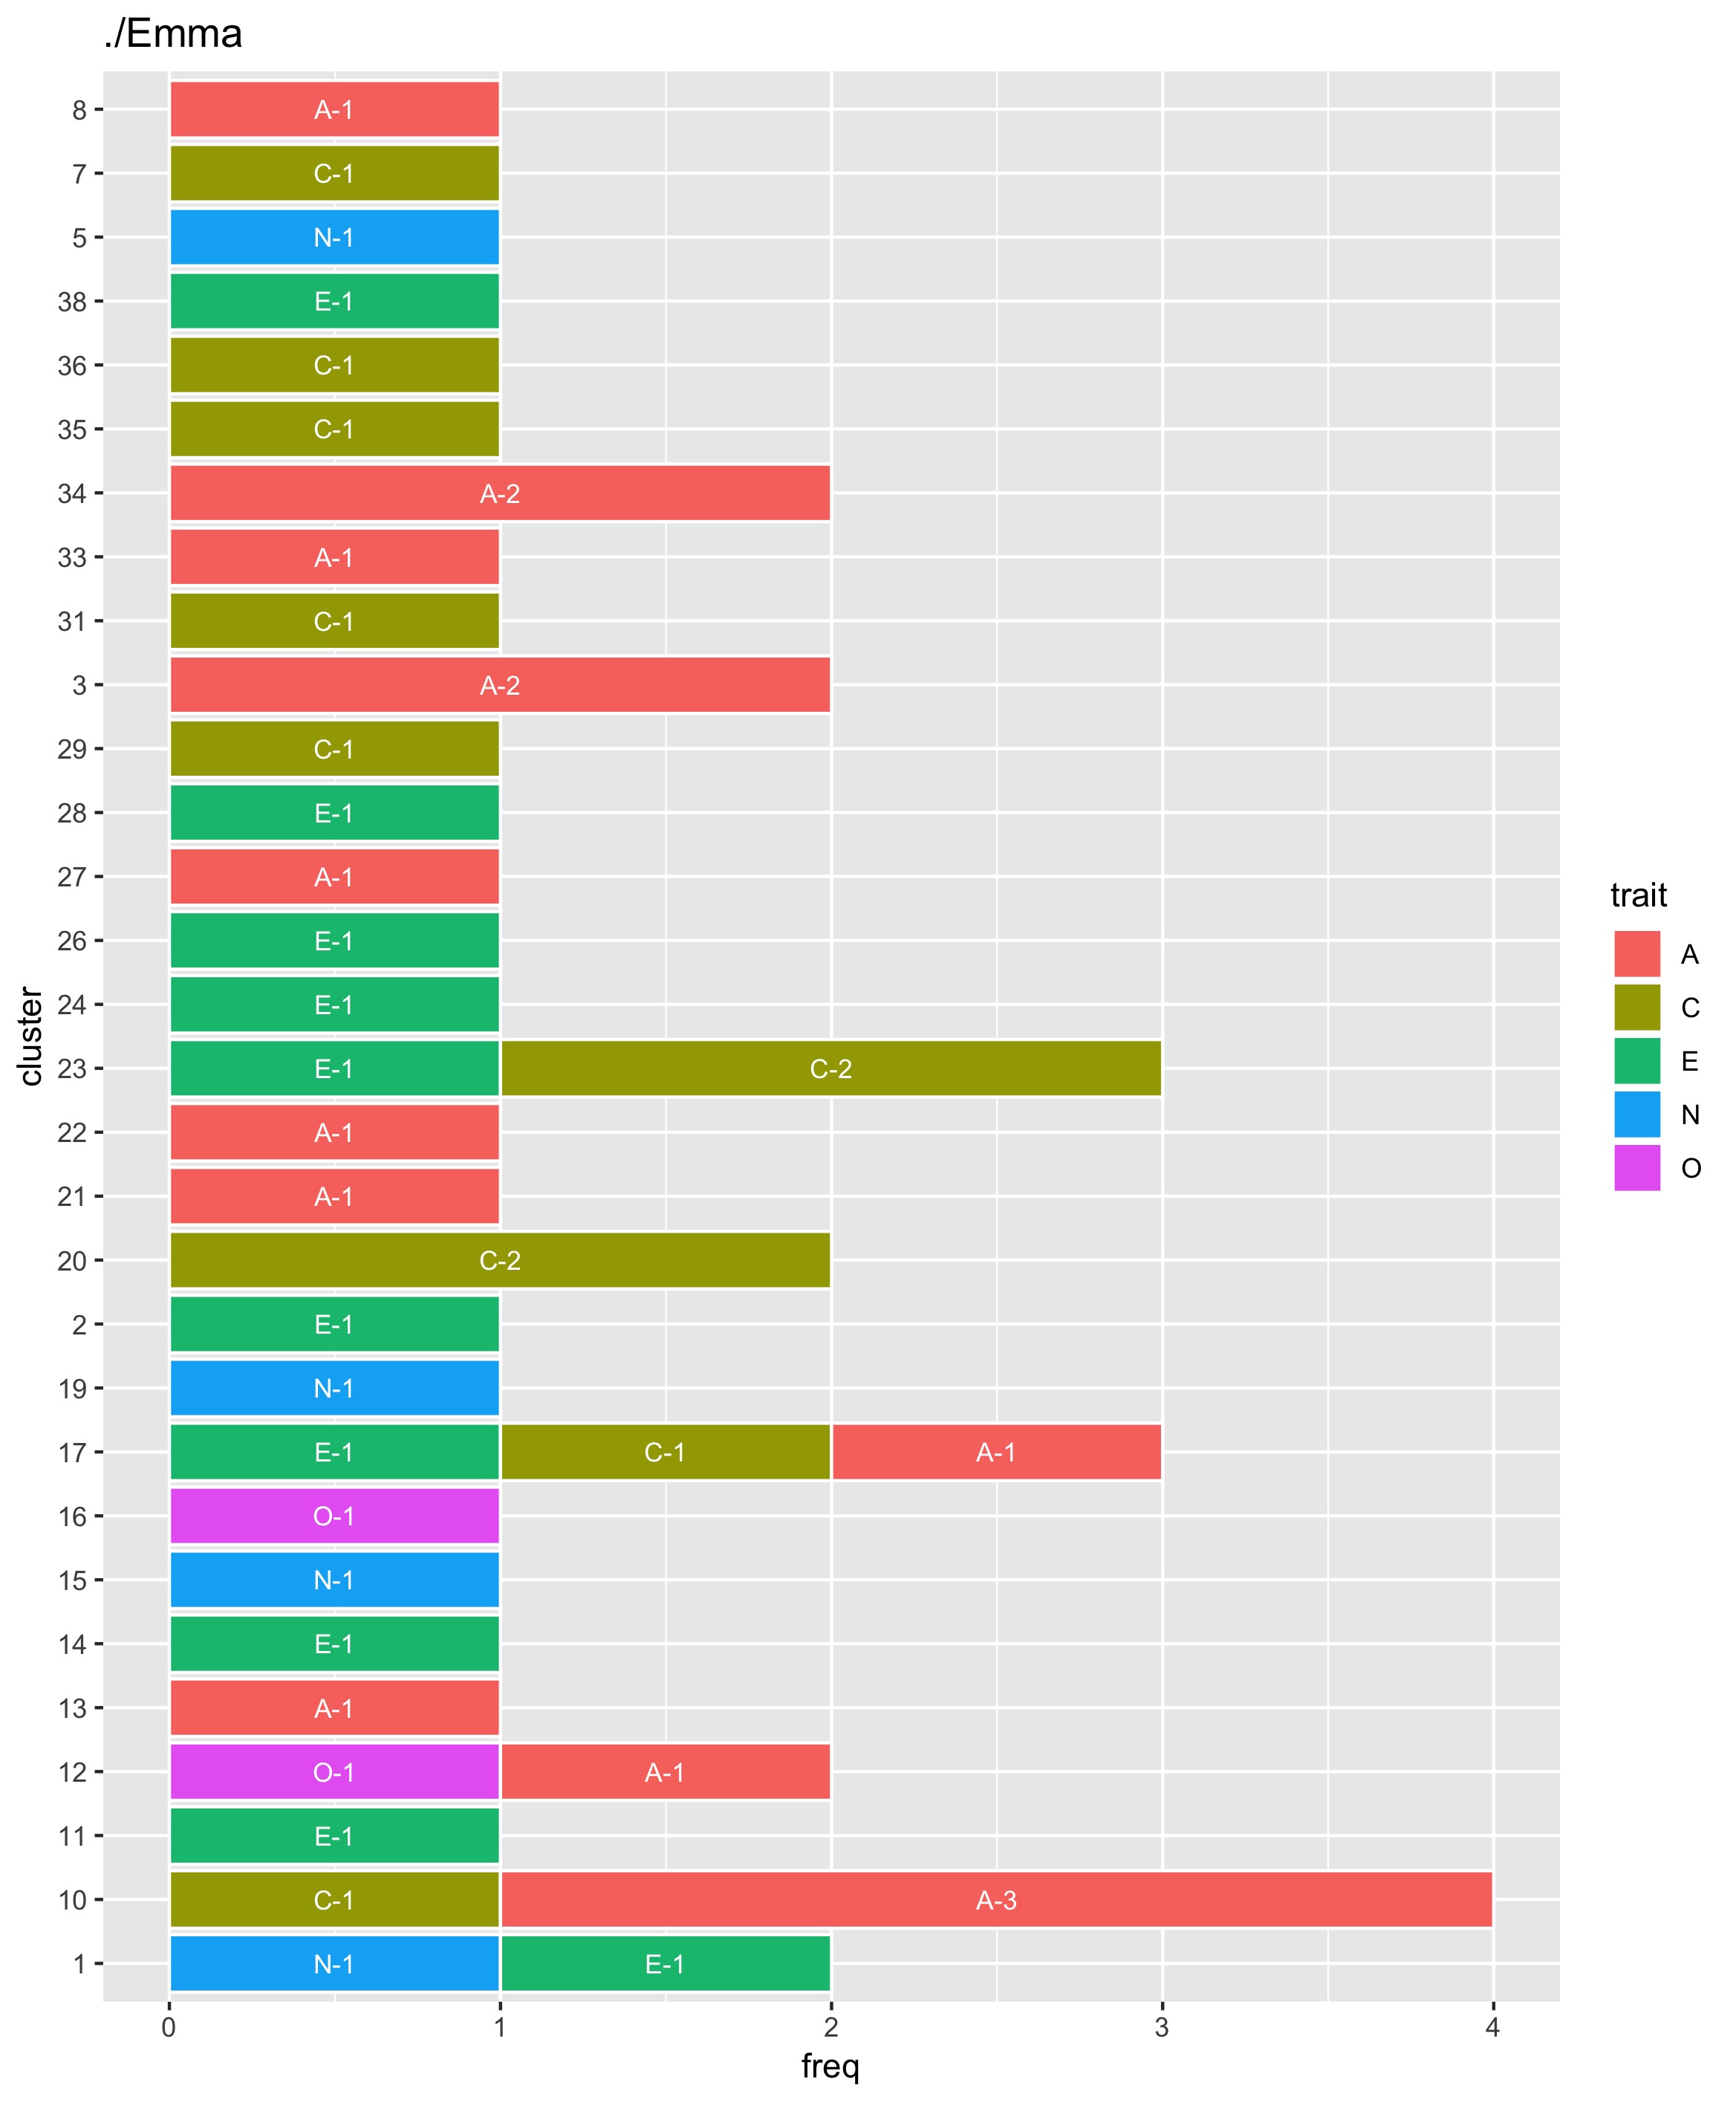 ./Emma
8 A-1
7 C-1
5 N-1
38 E-1
36 C-1
35 C-1
34 A-2
33 A-1
31 C-1
3 A-2
29 C-1
28 E-1
27 A-1
26 E-1
24 E-1
23 E-1 C-2
22 A-1
21 A-1
20 C-2
2 E-1
19 N-1
17 E-1 C-1 A-1
16 O-1
15 N-1
14 E-1
13 A-1
12 O-1 A-1
11 E-1
10 C-1 A-3
1 N-1 E-1
0 1 2 3 4
freq
cluster
trait
A
C
E
N
O